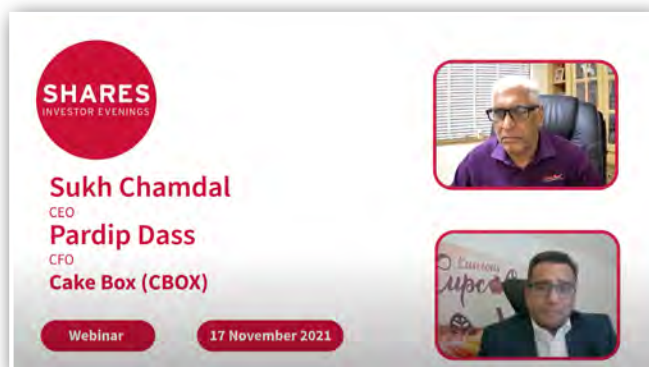 SHARES
INVESTOR EVENINGS
Sukh Chamdal
CEO
Pardip Dass
CFO
Cake Box (CBOX)
Webinar
17 November 2021